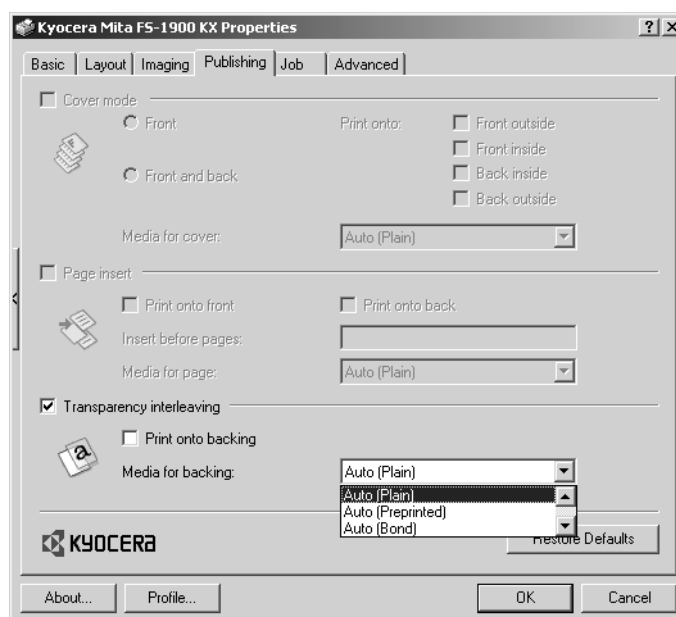 Kyocera Mita FS-1900 KX Properties
Basic Layout Imaging Publishing Job Advanced
Cover mode
Front Print onto: Front outside
Front inside
Front and back Back inside
Back outside
Media for cover: Auto (Plain)
Page insert
Print onto front Print onto back
Insert before pages:
Media for page: Auto (Plain)
Transparency interleaving
a
Print onto backing
Media for backing: Auto (Plain)
Auto (Plain)
Auto (Preprinted)
Auto (Bond)
KYOCERA Restore Defaults
About... Profile... OK Cancel